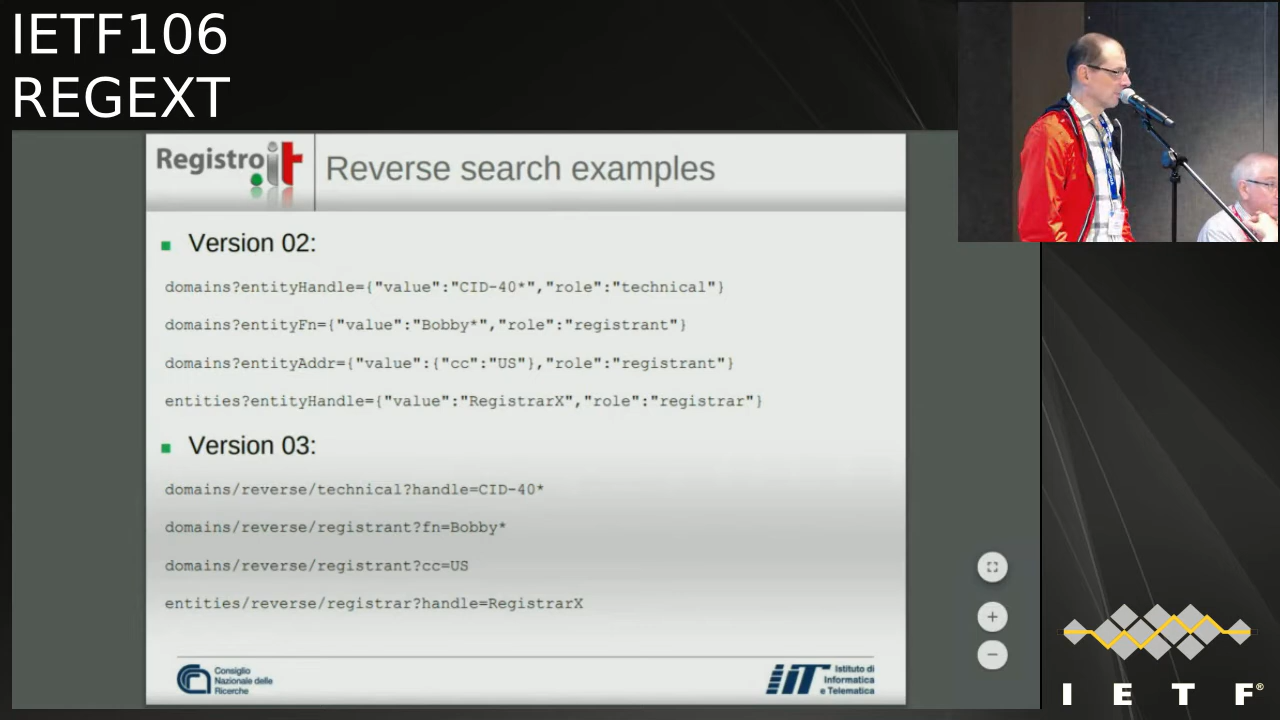 IETF106
REGEXT
Registro.it
Reverse search examples
Version 02:
domains?entityHandle={"value":"CID-40*","role":"technical"}
domains?entityFn={"value":"Bobby*","role":"registrant"}
domains?entityAddr={"value":{"cc":"US"},"role":"registrant"}
entities?entityHandle={"value":"RegistrarX","role":"registrar"}
Version 03:
domains/reverse/technical?handle=CID-40*
domains/reverse/registrant?fn=Bobby*
domains/reverse/registrant?cc=US
entities/reverse/registrar?handle=RegistrarX
Consiglio
Nazionale delle
Ricerche
IIT
Istituto di
Informatica
e Telematica
I E T F®